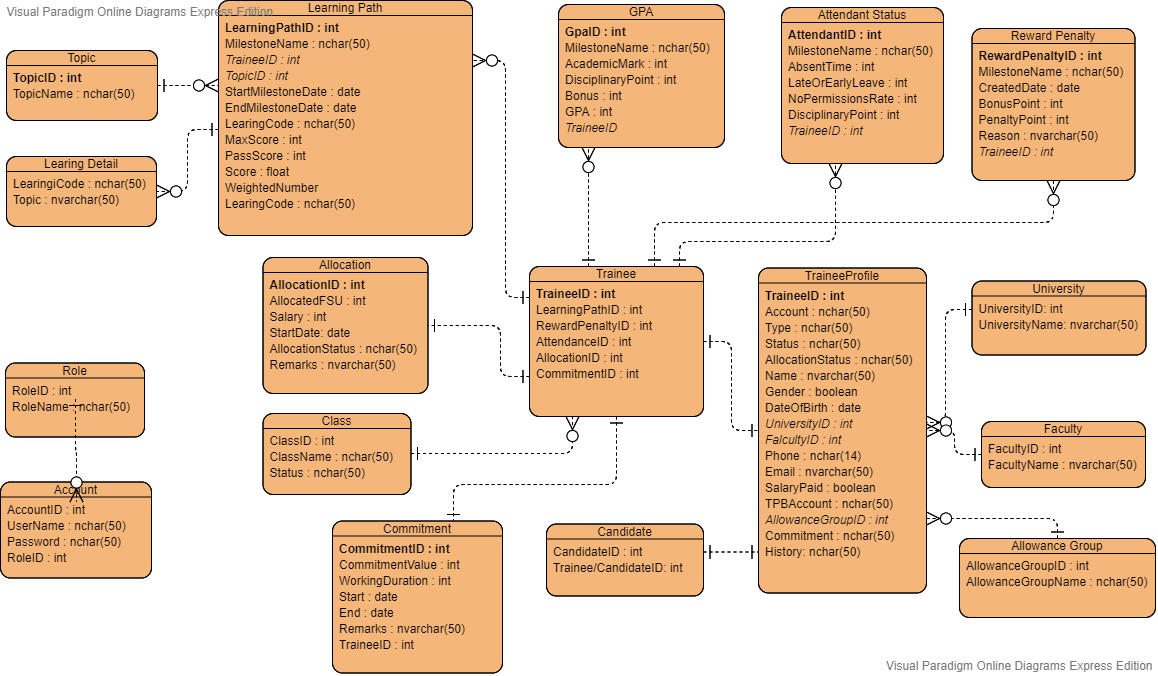 Visual Paradigm Online Diagrams Express Edition
Learning Path
LearningPathID : int
MilestoneName : nchar(50)
TraineeID : int
TopicID : int
StartMilestoneDate : date
EndMilestoneDate : date
LearingCode : nchar(50)
MaxScore : int
PassScore : int
Score : float
WeightedNumber
LearingCode : nchar(50)
GPA
GpaID : int
MilestoneName : nchar(50)
AcademicMark : int
DisciplinaryPoint : int
Bonus : int
GPA : int
TraineeID
Attendant Status
AttendantID : int
MilestoneName : nchar(50)
AbsentTime : int
LateOrEarlyLeave : int
NoPermissionsRate : int
DisciplinaryPoint : int
TraineeID : int
Reward Penalty
RewardPenaltyID : int
MilestoneName : nchar(50)
CreatedDate : date
BonusPoint : int
PenaltyPoint : int
Reason : nvarchar(50)
TraineeID : int
Topic
TopicID : int
TopicName : nchar(50)
Learing Detail
LearingiCode : nchar(50)
Topic : nvarchar(50)
Allocation
AllocationID : int
AllocatedFSU : int
Salary : int
StartDate: date
AllocationStatus : nchar(50)
Remarks : nvarchar(50)
Trainee
TraineeID : int
LearningPathID : int
RewardPenaltyID : int
AttendanceID : int
AllocationID : int
CommitmentID : int
TraineeProfile
TraineeID : int
Account : nchar(50)
Type : nchar(50)
Status : nchar(50)
AllocationStatus : nchar(50)
Name : nvarchar(50)
Gender : boolean
DateOfBirth : date
UniversityID : int
FalcultyID : int
Phone : nchar(14)
Email : nvarchar(50)
SalaryPaid : boolean
TPBAccount : nchar(50)
AllowanceGroupID : int
Commitment : nchar(50)
History: nchar(50)
University
UniversityID: int
UniversityName: nvarchar(50)
Role
RoleID : int
RoleName : nchar(50)
Class
ClassID : int
ClassName : nchar(50)
Status : nchar(50)
Faculty
FacultyID : int
FacultyName : nvarchar(50)
Account
AccountID : int
UserName : nchar(50)
Password : nchar(50)
RoleID : int
Commitment
CommitmentID : int
CommitmentValue : int
WorkingDuration : int
Start : date
End : date
Remarks : nvarchar(50)
TraineeID : int
Candidate
CandidateID : int
Trainee/CandidateID: int
Allowance Group
AllowanceGroupID : int
AllowanceGroupName : nchar(50)
Visual Paradigm Online Diagrams Express Edition